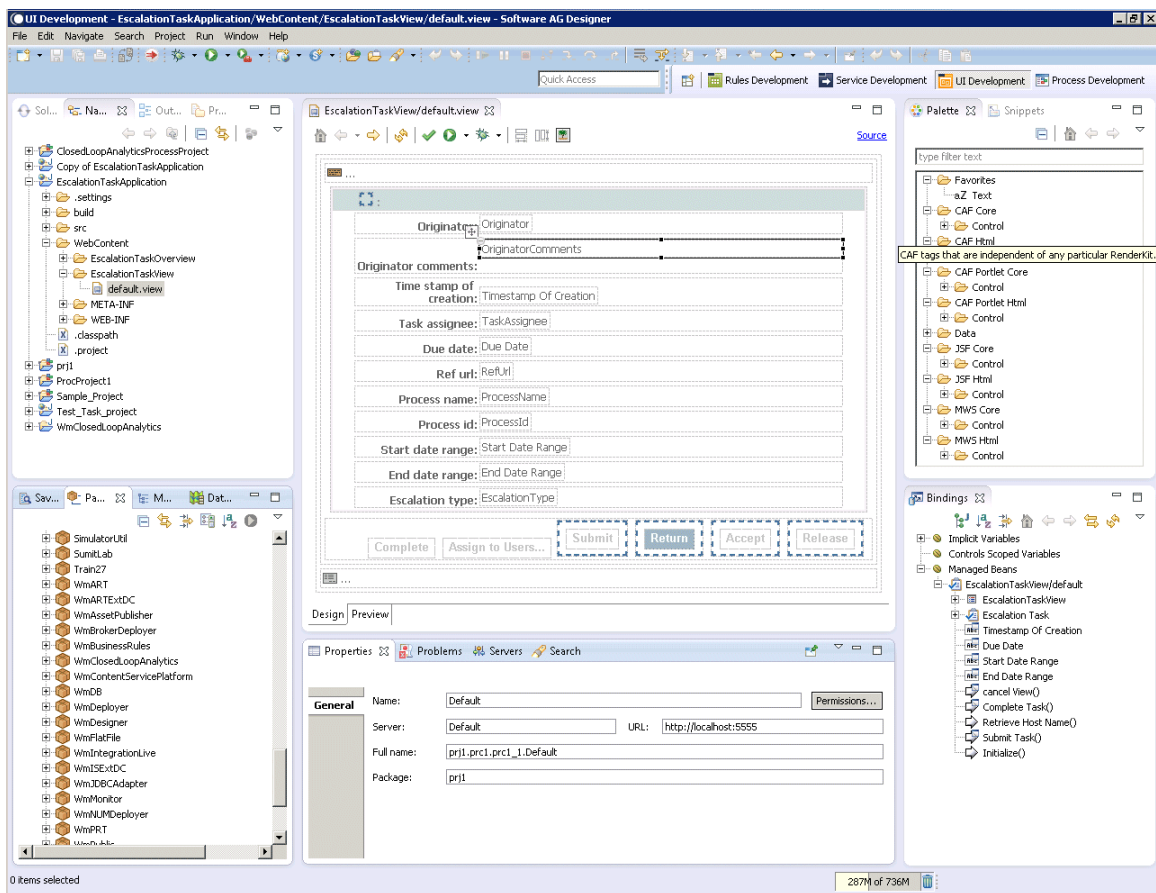 UI Development - EscalationTaskApplication/WebContent/EscalationTaskView/default.view - Software AG Designer
File Edit Navigate Search Project Run Window Help
Quick Access
Rules Development Service Development UI Development Process Development
Sol... Na... Out... Pr...
ClosedLoopAnalyticsProcessProject
Copy of EscalationTaskApplication
EscalationTaskApplication
.settings
build
src
WebContent
EscalationTaskOverview
EscalationTaskView
default.view
META-INF
WEB-INF
.classpath
.project
prj1
ProcProject1
Sample_Project
Test_Task_project
WmClosedLoopAnalytics
EscalationTaskView/default.view
Source
...
:
Originator: Originator
OriginatorComments
Originator comments:
Time stamp of
creation: Timestamp Of Creation
Task assignee: TaskAssignee
Due date: Due Date
Ref url: RefUrl
Process name: ProcessName
Process id: ProcessId
Start date range: Start Date Range
End date range: End Date Range
Escalation type: EscalationType
Complete Assign to Users... Submit Return Accept Release
...
Design Preview
Palette Snippets
type filter text
Favorites
aZ Text
CAF Core
Control
CAF Html
CAF tags that are independent of any particular RenderKit.
CAF Portlet Core
Control
CAF Portlet Html
Control
Data
JSF Core
Control
JSF Html
Control
MWS Core
Control
MWS Html
Control
Sav... Pa... M... Dat...
SimulatorUtil
SumitLab
Train27
WmART
WmARTExtDC
WmAssetPublisher
WmBrokerDeployer
WmBusinessRules
WmClosedLoopAnalytics
WmContentServicePlatform
WmDB
WmDeployer
WmDesigner
WmFlatFile
WmIntegrationLive
WmISExtDC
WmJDBCAdapter
WmMonitor
WmNUMDeployer
WmPRT
WmPublic
Properties Problems Servers Search
General
Name: Default Permissions...
Server: Default URL: http://localhost:5555
Full name: prj1.prc1.prc1_1.Default
Package: prj1
Bindings
Implicit Variables
Controls Scoped Variables
Managed Beans
EscalationTaskView/default
EscalationTaskView
Escalation Task
Timestamp Of Creation
Due Date
Start Date Range
End Date Range
cancel View()
Complete Task()
Retrieve Host Name()
Submit Task()
Initialize()
0 items selected
287M of 736M